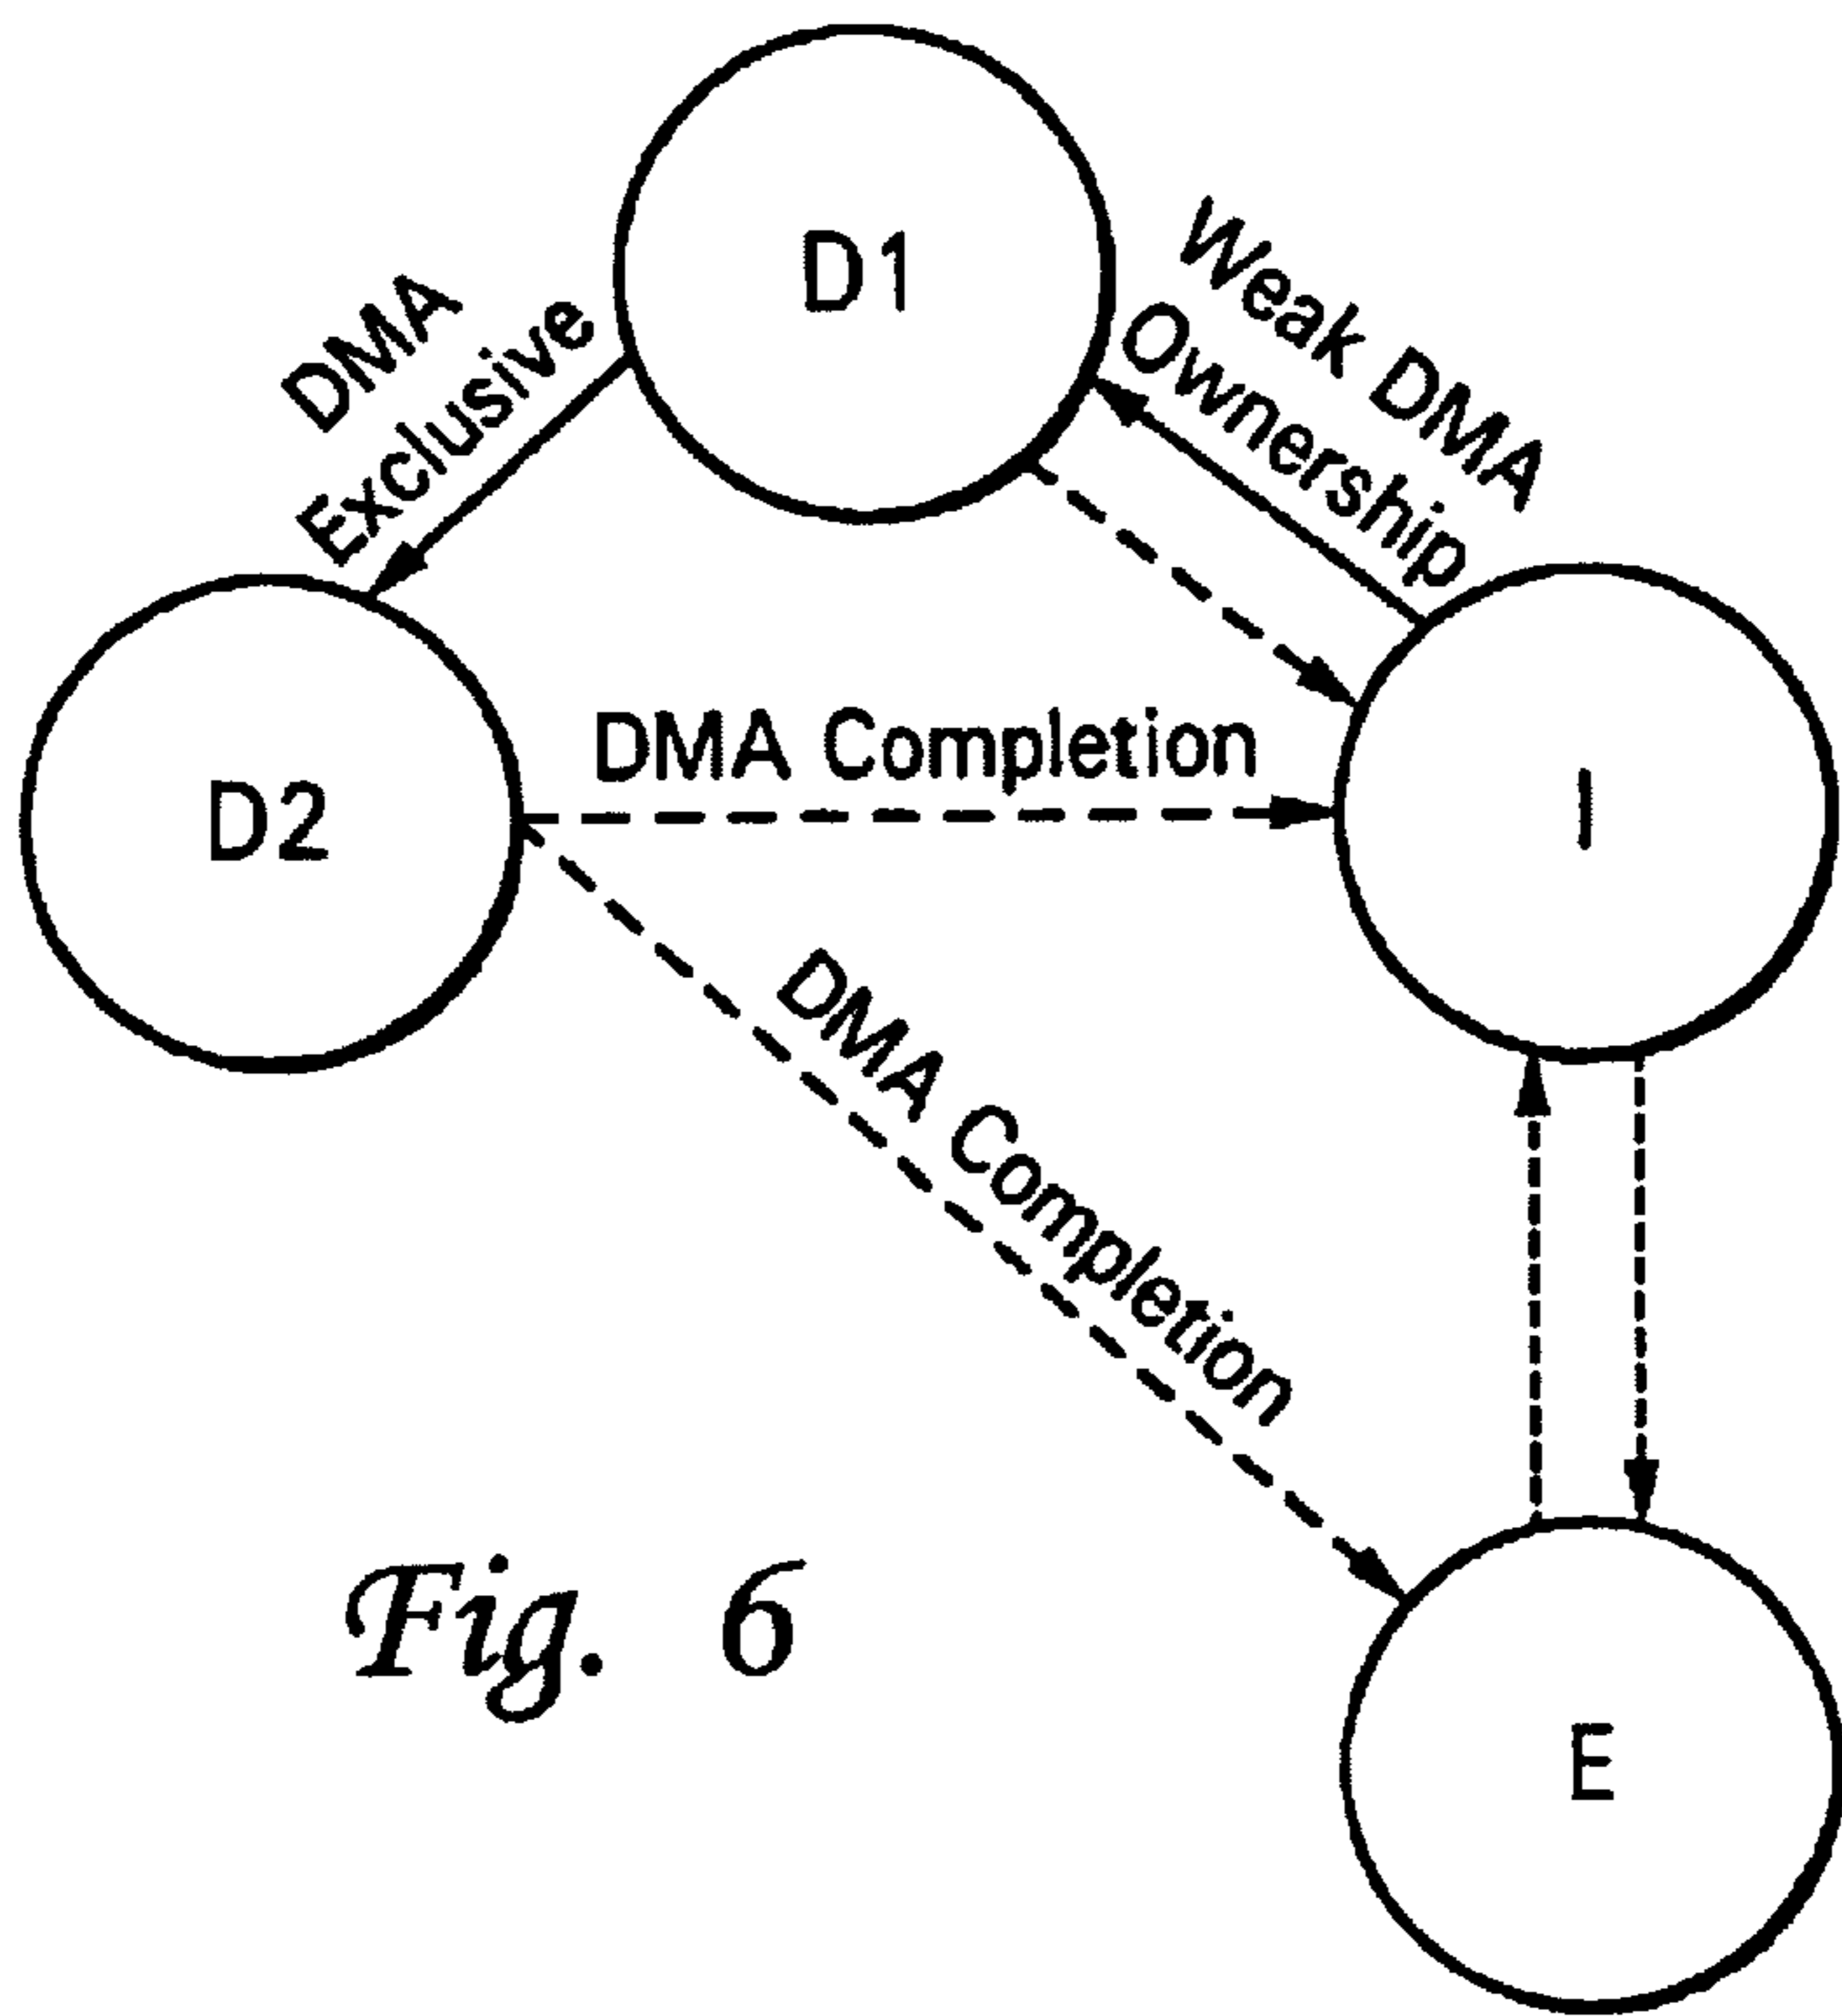 D1
Weak DMA
Ownership
DMA
Exclusive
D2
DMA Completion
I
DMA Completion
E
Fig. 6